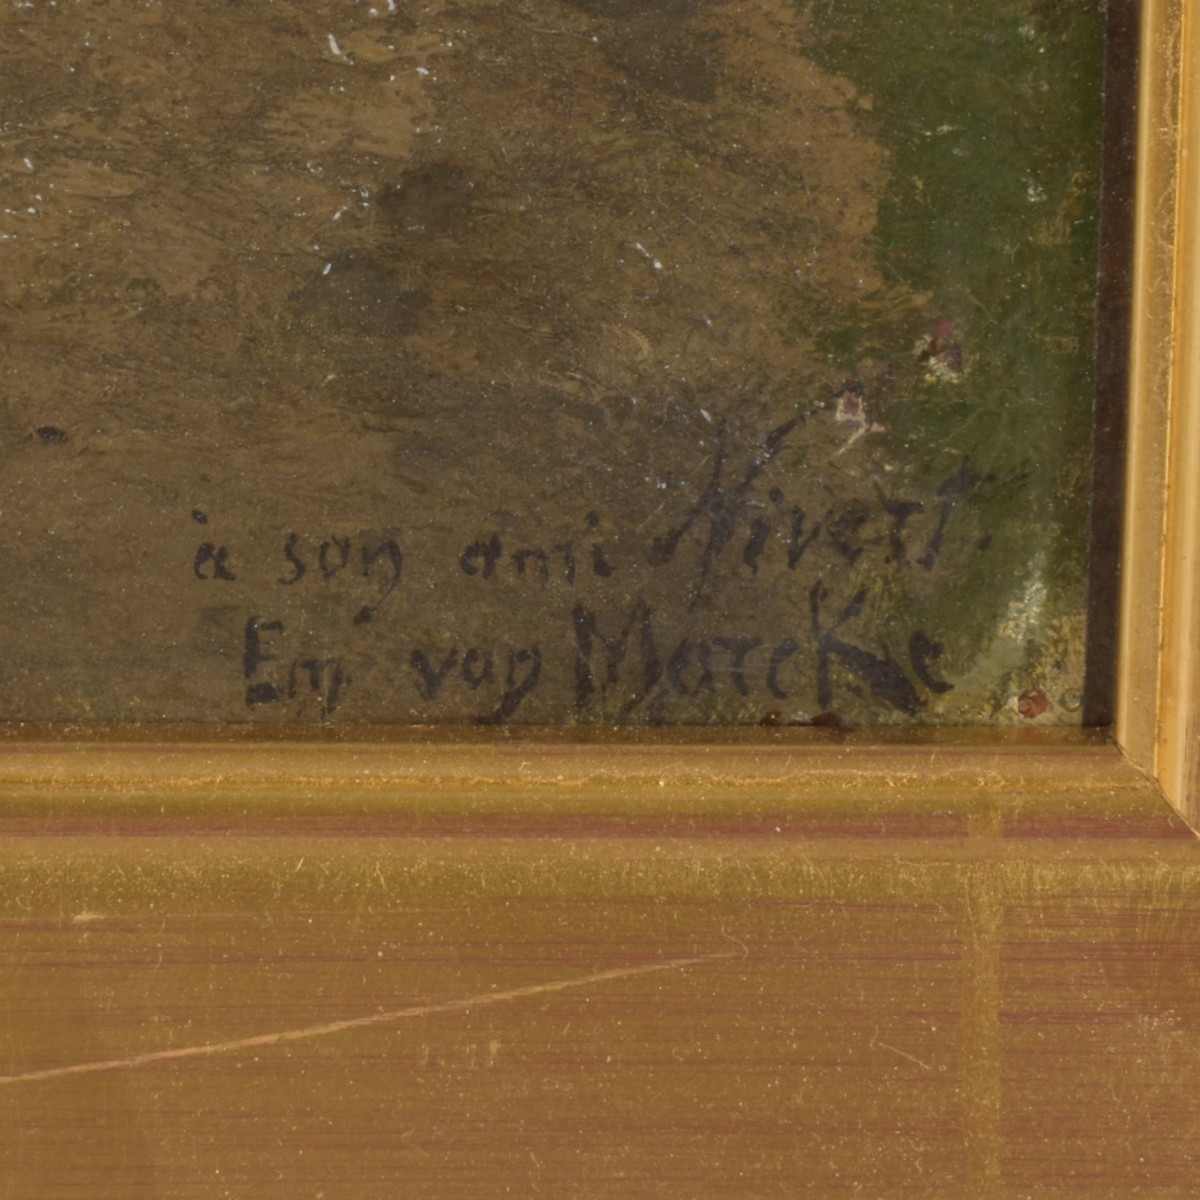 à son ami Nivert.
Em van Marcke